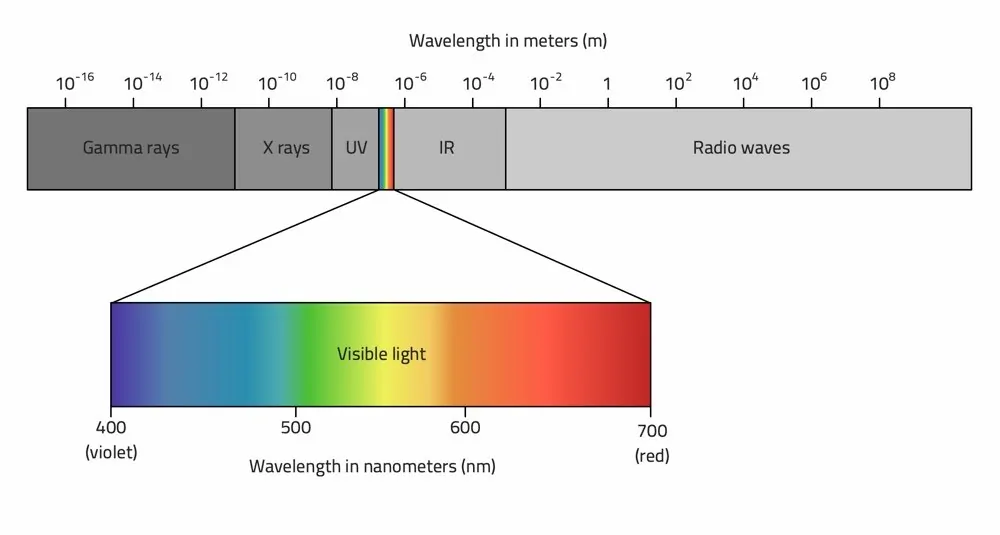 Wavelength in meters (m)
10⁻¹⁶ 10⁻¹⁴ 10⁻¹² 10⁻¹⁰ 10⁻⁸ 10⁻⁶ 10⁻⁴ 10⁻² 1 10² 10⁴ 10⁶ 10⁸
Gamma rays X rays UV IR Radio waves
Visible light
400 500 600 700
(violet) (red)
Wavelength in nanometers (nm)